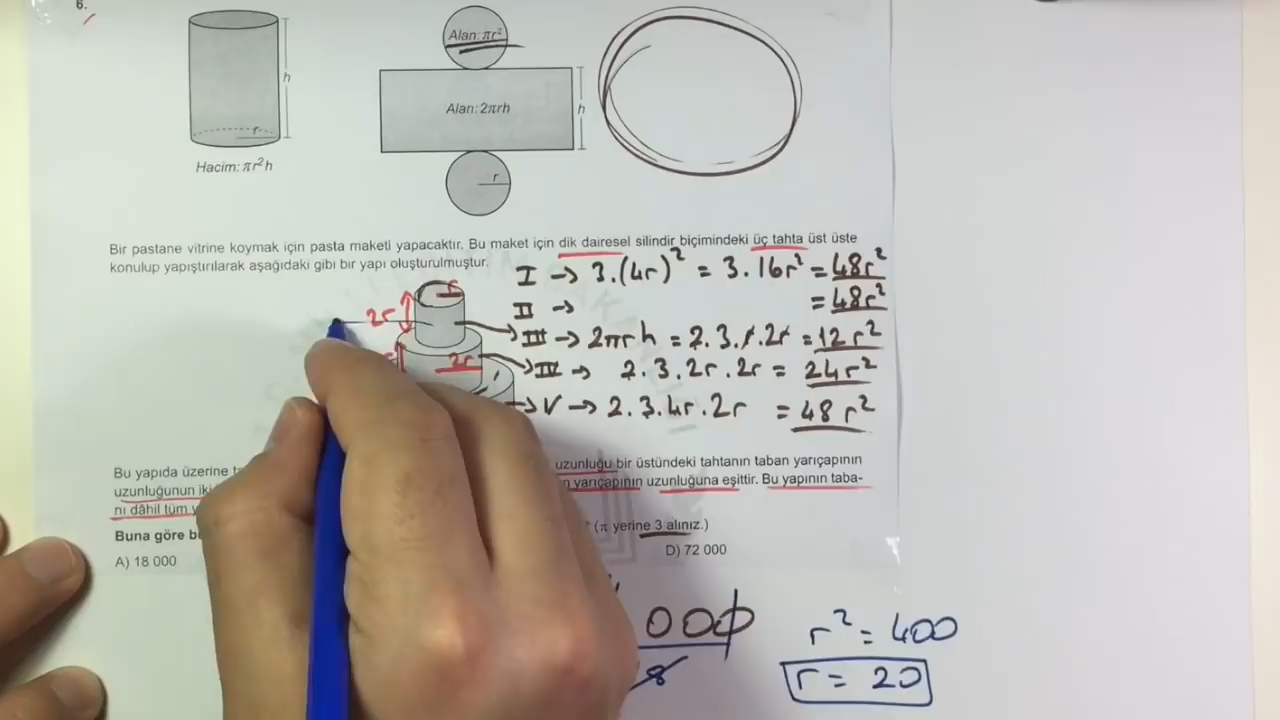 6.
Alan: πr²
h
Alan: 2πrh
h
r
r
Hacim: πr²h
Bir pastane vitrine koymak için pasta maketi yapacaktır. Bu maket için dik dairesel silindir biçimindeki üç tahta üst üste
konulup yapıştırılarak aşağıdaki gibi bir yapı oluşturulmuştur.
I → 3.(4r)² = 3.16r² = 48r²
II → = 48r²
r
2r
III → 2πrh = 2.3.r.2r = 12r²
2r
IV → 2.3.2r.2r = 24r²
V → 2.3.4r.2r = 48r²
Bu yapıda üzerine uzunluğu bir üstündeki tahtanın taban yarıçapının
uzunluğunun yarıçapının uzunluğuna eşittir. Bu yapının taba-
nı dâhil tüm
Buna göre (π yerine 3 alınız.)
A) 18 000 D) 72 000
000
8
r² = 400
r = 20